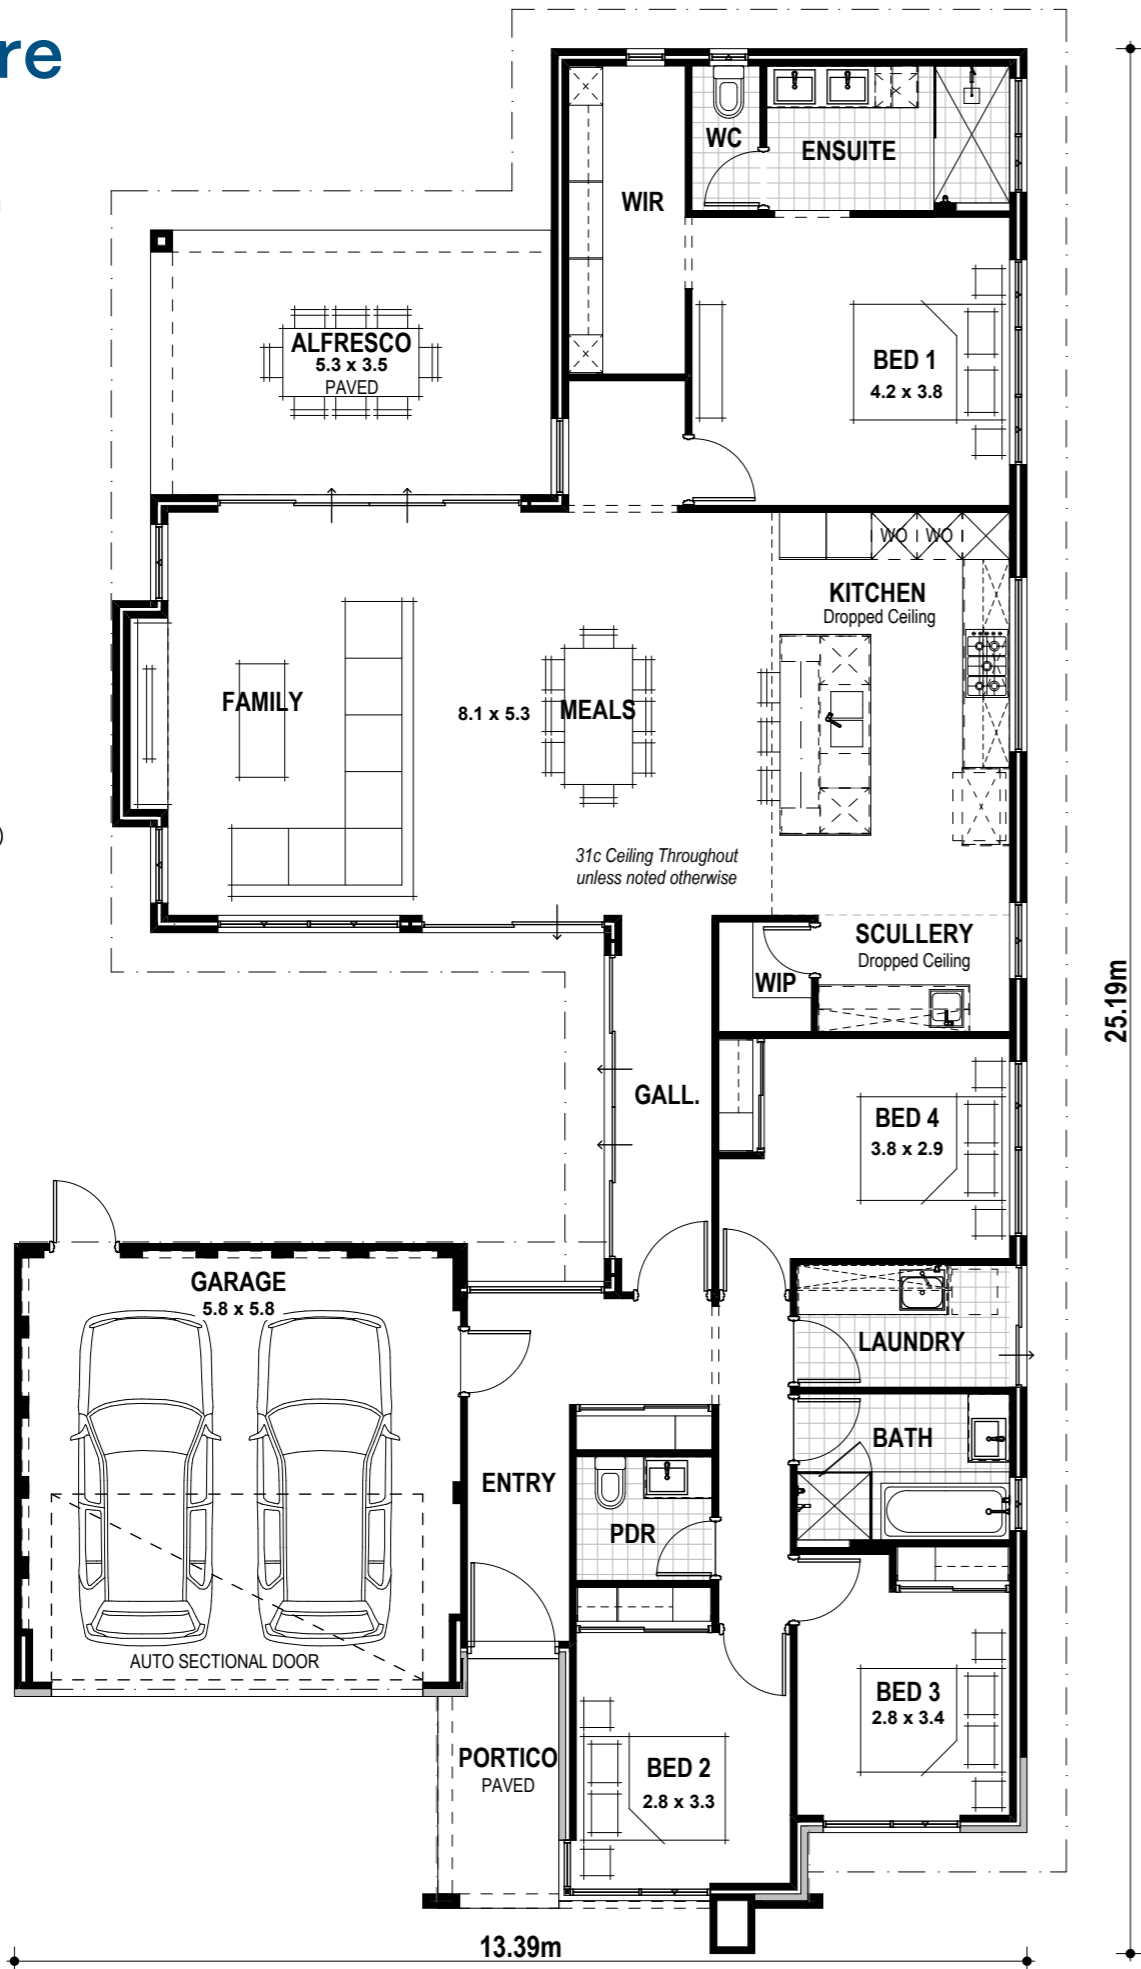 re
WC
ENSUITE
WIR
ALFRESCO
5.3 x 3.5
PAVED
BED 1
4.2 x 3.8
WO WO
KITCHEN
Dropped Ceiling
FAMILY
8.1 x 5.3
MEALS
)
31c Ceiling Throughout
unless noted otherwise
SCULLERY
Dropped Ceiling
WIP
25.19m
GALL.
BED 4
3.8 x 2.9
GARAGE
5.8 x 5.8
LAUNDRY
BATH
ENTRY
PDR
AUTO SECTIONAL DOOR
BED 3
2.8 x 3.4
PORTICO
PAVED
BED 2
2.8 x 3.3
13.39m